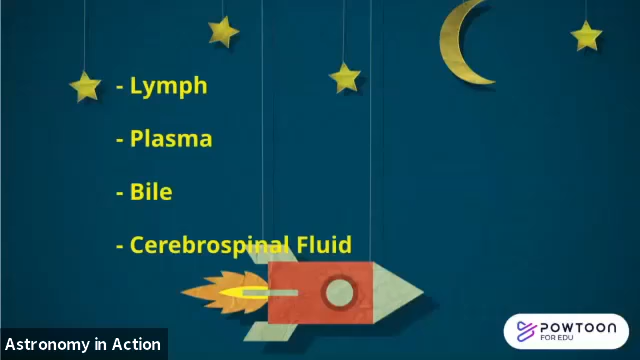 - Lymph
- Plasma
- Bile
- Cerebrospinal Fluid
Astronomy in Action
POWTOON
FOR EDU